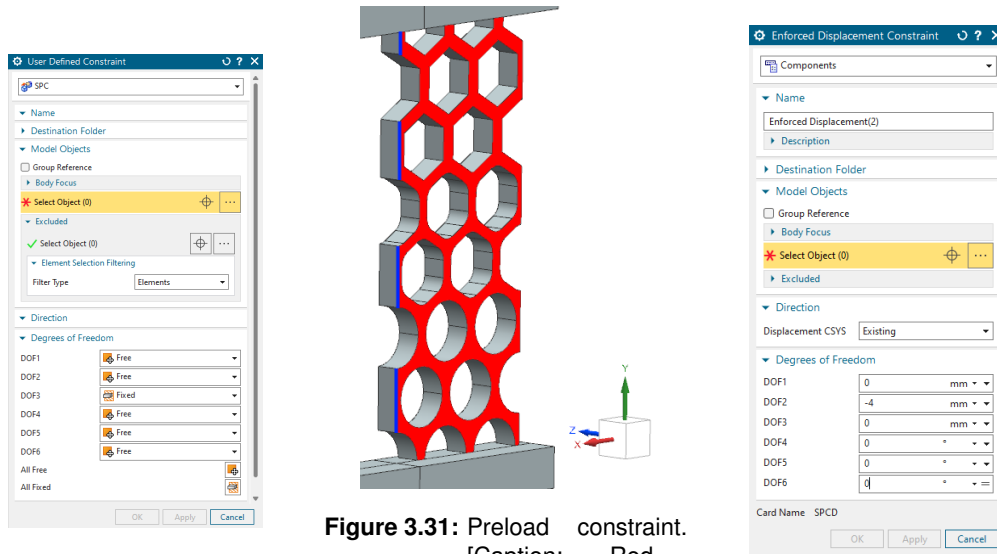 User Defined Constraint
SPC
Name
Destination Folder
Model Objects
Group Reference
Body Focus
Select Object (0)
Excluded
Select Object (0)
Element Selection Filtering
Filter Type Elements
Direction
Degrees of Freedom
DOF1 Free
DOF2 Free
DOF3 Fixed
DOF4 Free
DOF5 Free
DOF6 Free
All Free
All Fixed
OK Apply Cancel
Y
Z
X
Figure 3.31: Preload constraint.
[Caption: Red
Enforced Displacement Constraint
Components
Name
Enforced Displacement(2)
Description
Destination Folder
Model Objects
Group Reference
Body Focus
Select Object (0)
Excluded
Direction
Displacement CSYS Existing
Degrees of Freedom
DOF1 0 mm
DOF2 -4 mm
DOF3 0 mm
DOF4 0 °
DOF5 0 °
DOF6 0 °
Card Name SPCD
OK Apply Cancel